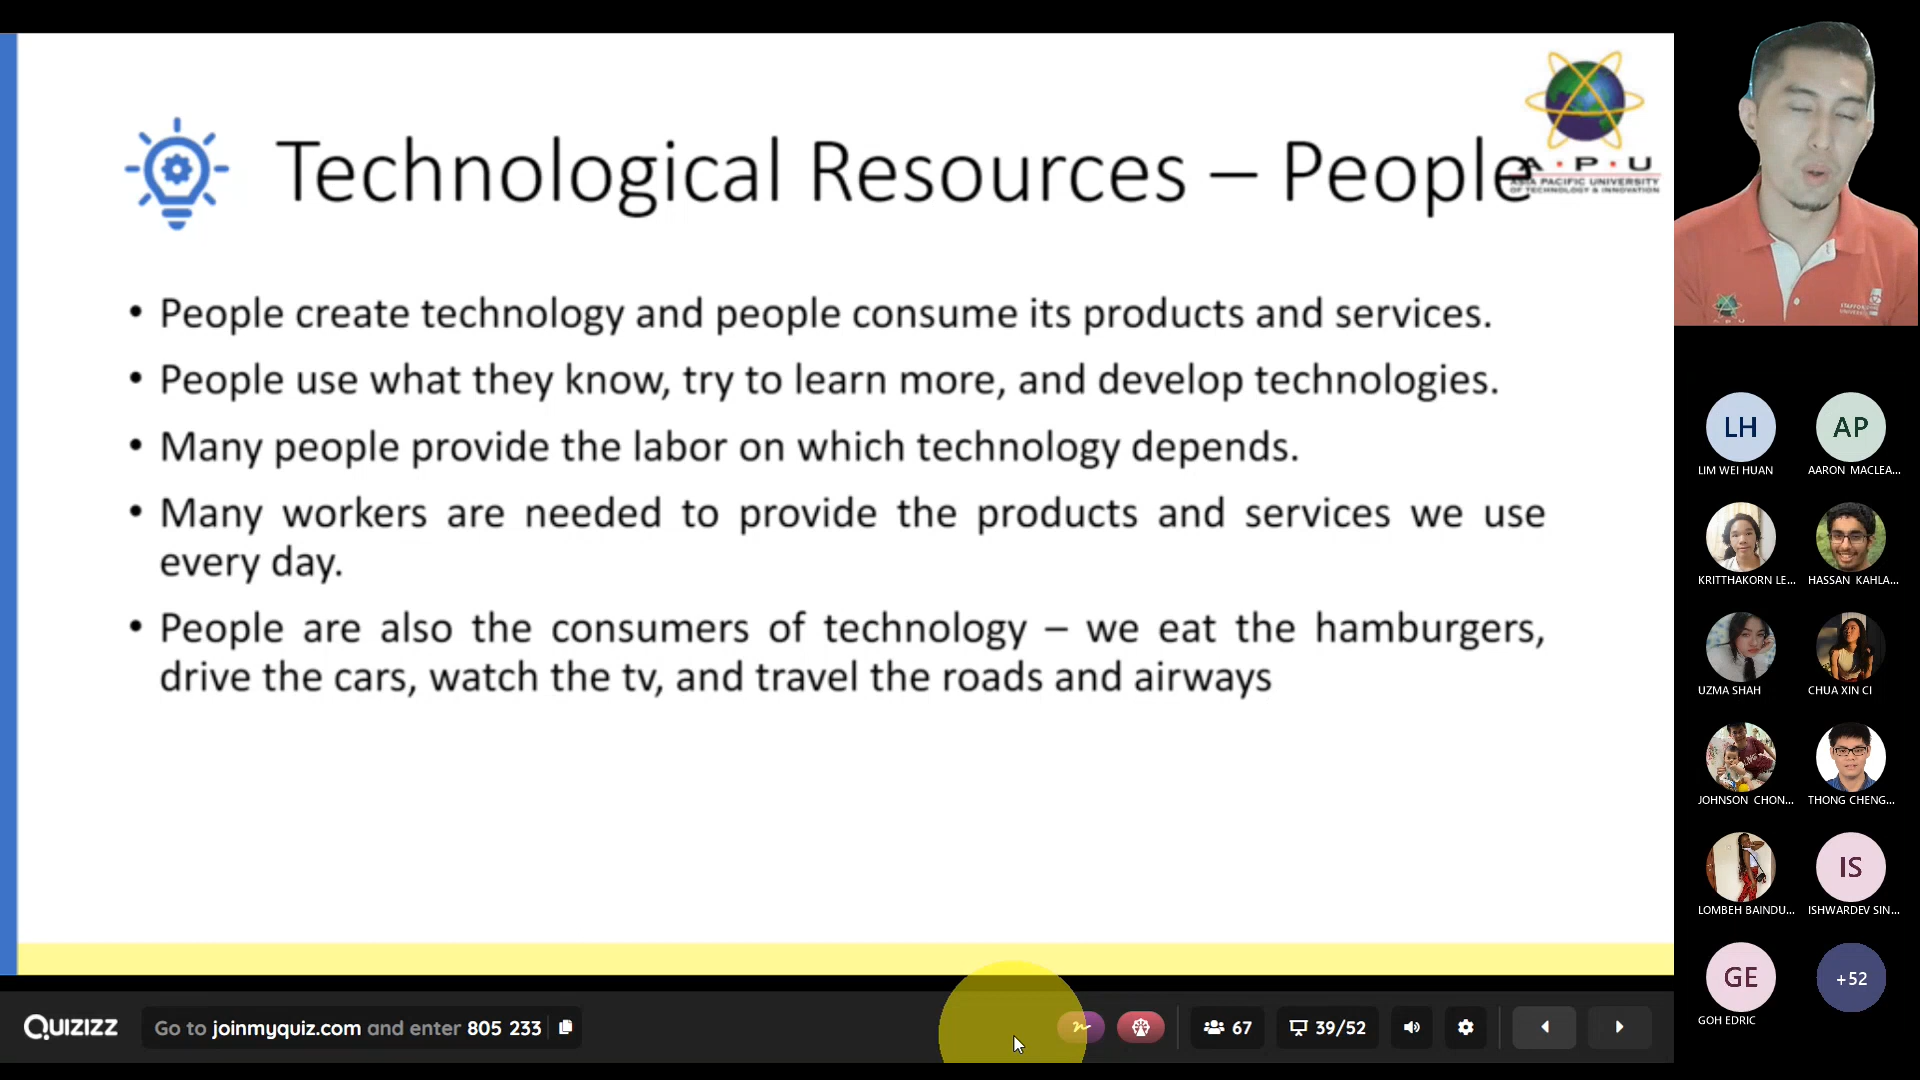 Technological Resources – People
A·P·U
ASIA PACIFIC UNIVERSITY
OF TECHNOLOGY & INNOVATION
• People create technology and people consume its products and services.
• People use what they know, try to learn more, and develop technologies.
• Many people provide the labor on which technology depends.
• Many workers are needed to provide the products and services we use
every day.
• People are also the consumers of technology – we eat the hamburgers,
drive the cars, watch the tv, and travel the roads and airways
A P U
LH
AP
LIM WEI HUAN
AARON MACLEA...
KRITTHAKORN LE...
HASSAN KAHLA...
UZMA SHAH
CHUA XIN CI
JOHNSON CHON...
THONG CHENG...
IS
LOMBEH BAINDU...
ISHWARDEV SIN...
GE
+52
GOH EDRIC
QUIZIZZ
Go to joinmyquiz.com and enter 805 233
67
39/52